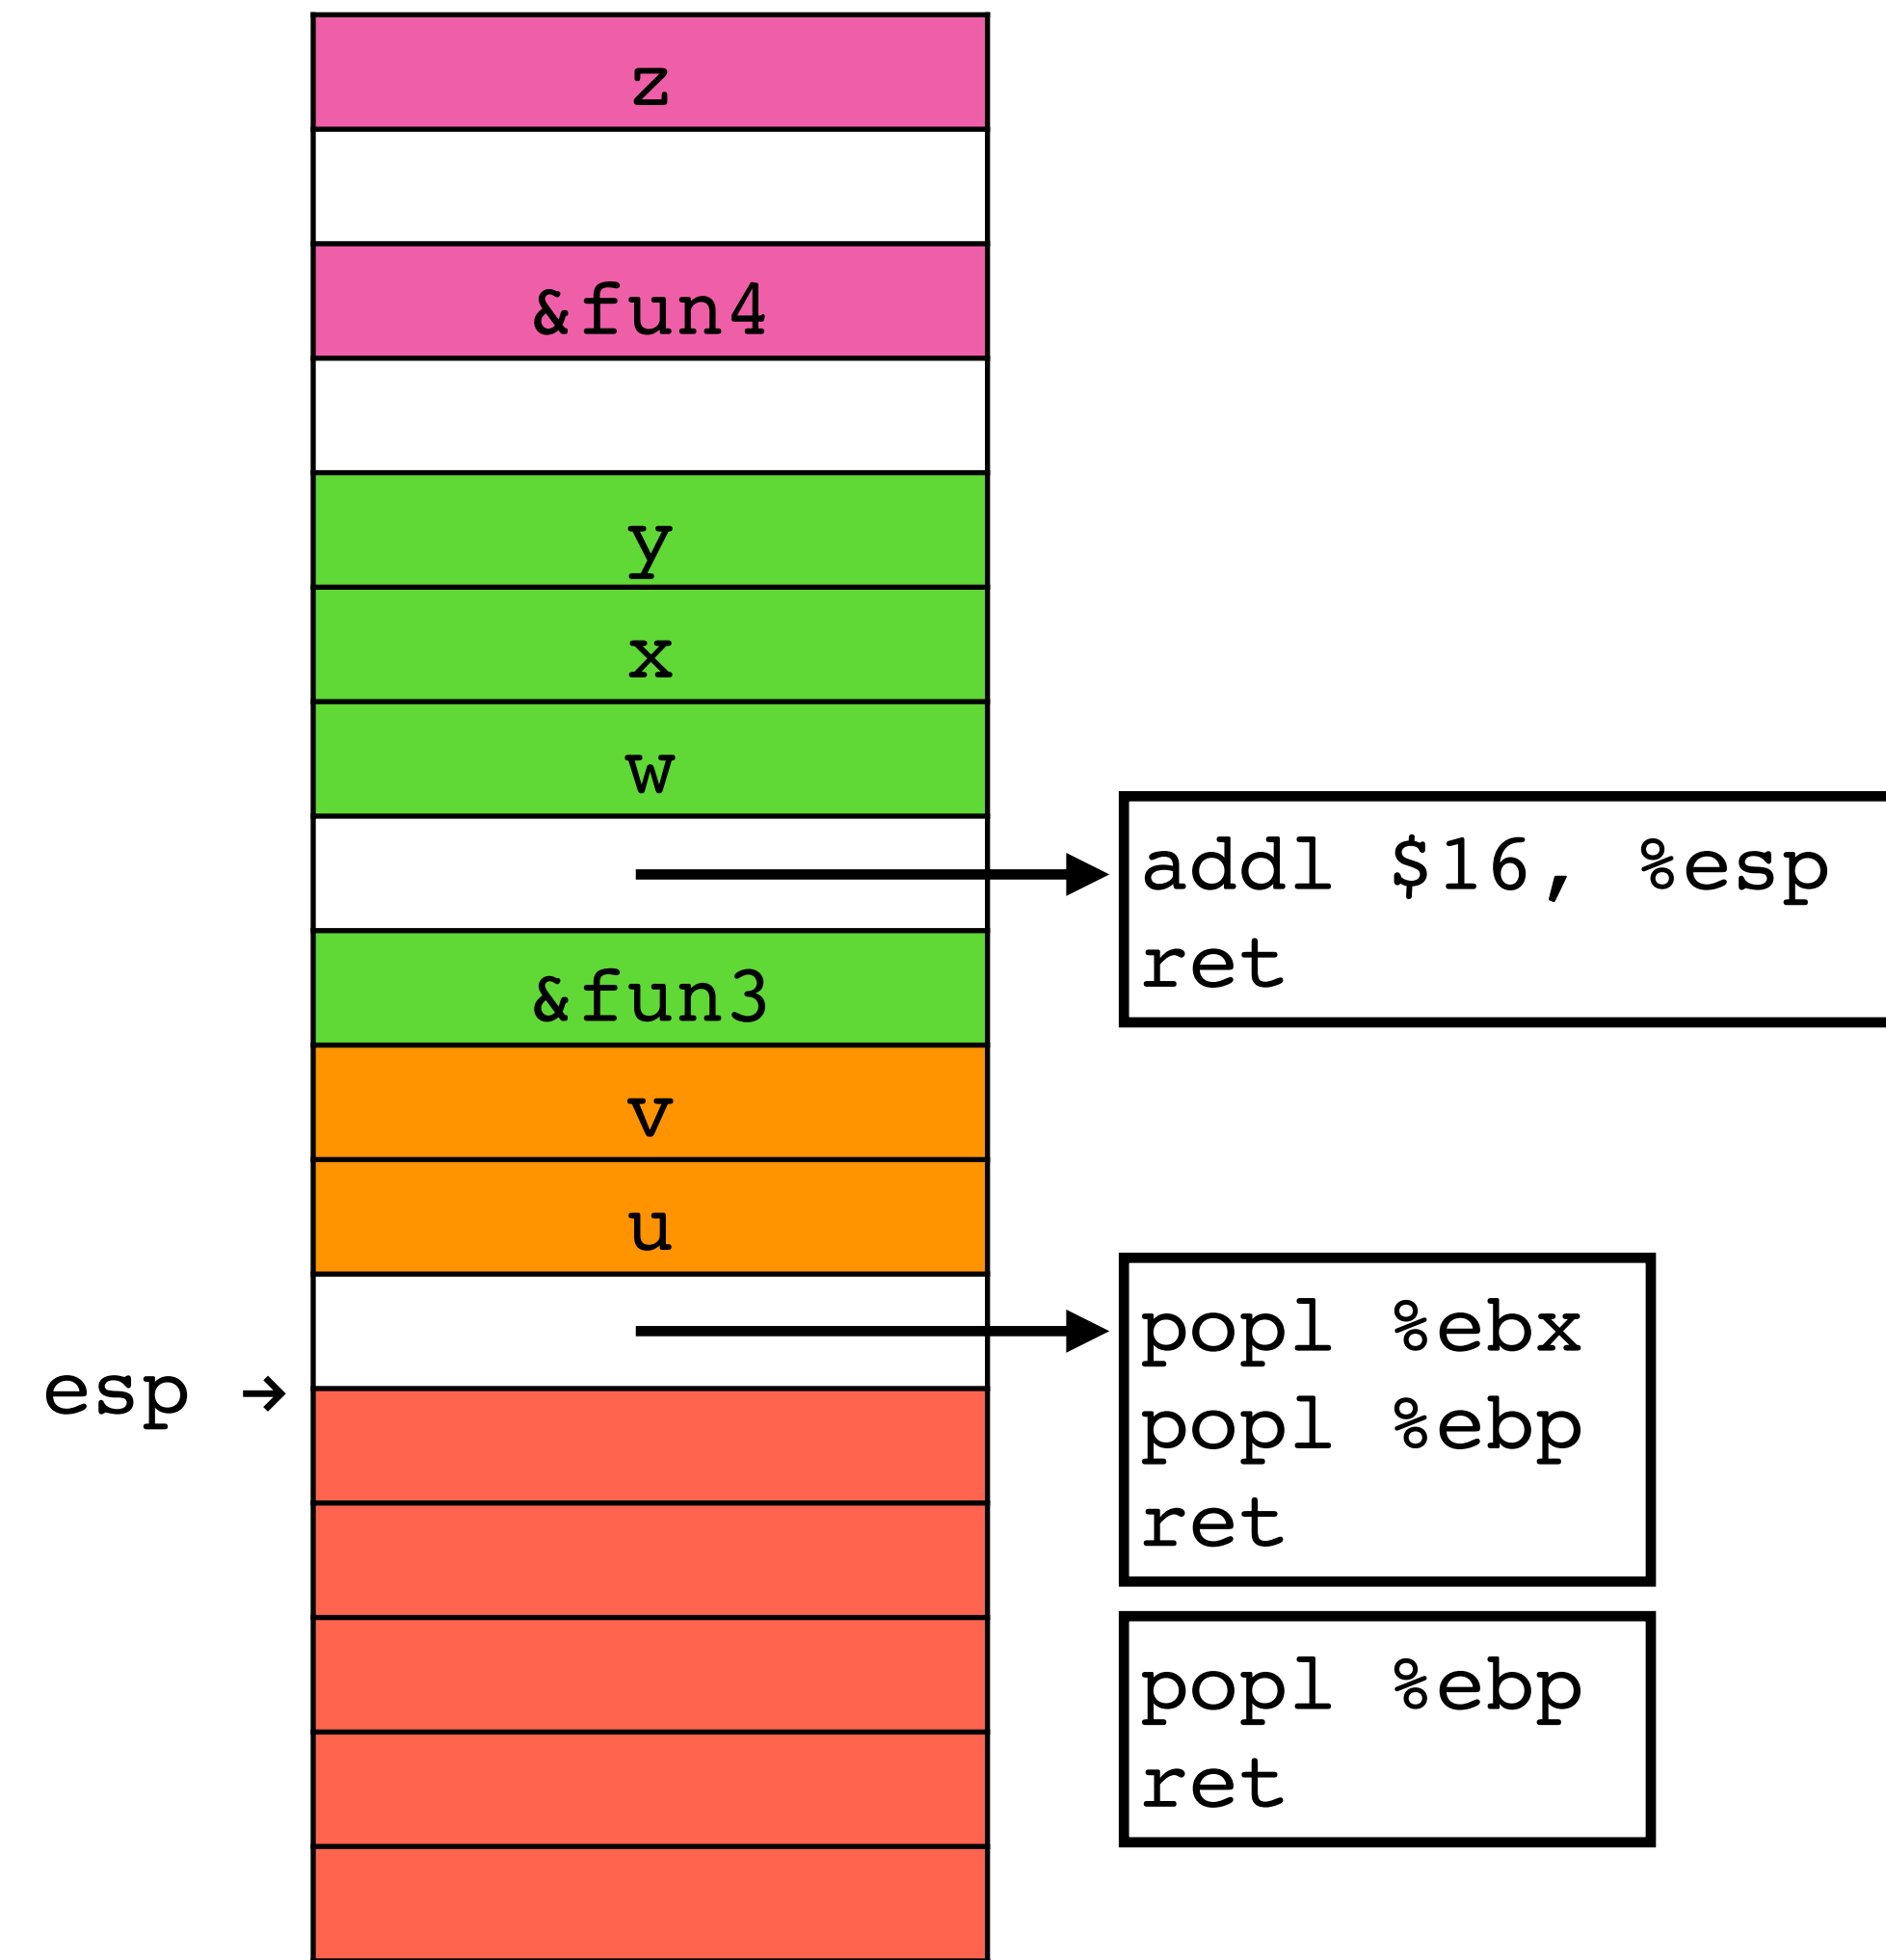 z
&fun4
y
x
w
addl $16, %esp
ret
&fun3
v
u
popl %ebx
popl %ebp
ret
esp →
popl %ebp
ret